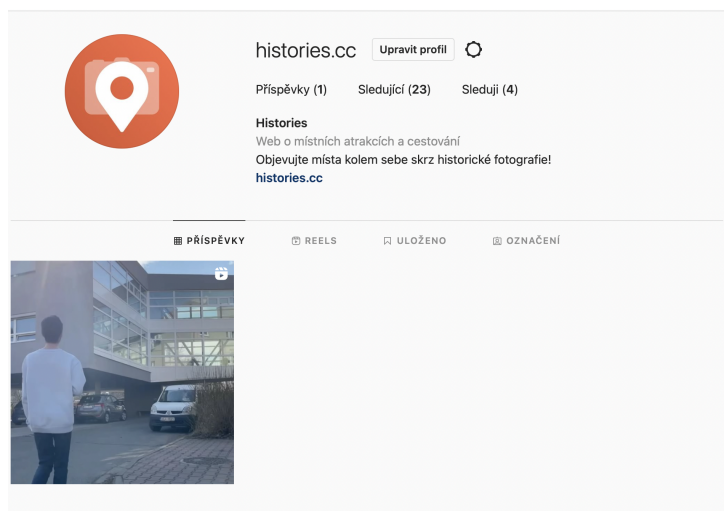 histories.cc Upravit profil
Příspěvky (1) Sledující (23) Sleduji (4)
Histories
Web o místních atrakcích a cestování
Objevujte místa kolem sebe skrz historické fotografie!
histories.cc
PŘÍSPĚVKY REELS ULOŽENO OZNAČENÍ